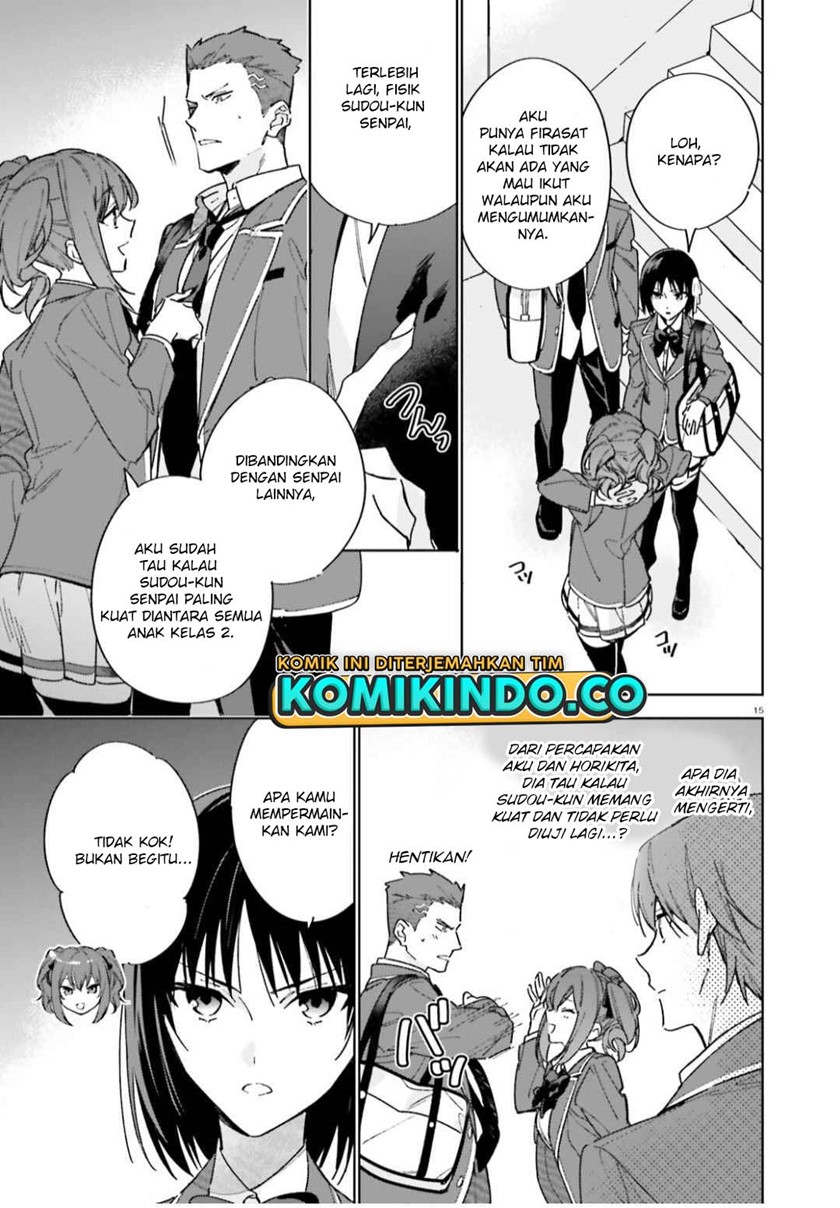 LOH,
KENAPA?
AKU
PUNYA FIRASAT
KALAU TIDAK
AKAN ADA YANG
MAU IKUT
WALAUPUN AKU
MENGUMUMKAN-
NYA.
TERLEBIH
LAGI, FISIK
SUDOU-KUN
SENPAI,
DIBANDINGKAN
DENGAN SENPAI
LAINNYA,
AKU SUDAH
TAU KALAU
SUDOU-KUN
SENPAI PALING
KUAT DIANTARA SEMUA
ANAK KELAS 2.
KOMIK INI DITERJEMAHKAN TIM
KOMIKINDO.CO
15
APA DIA
AKHIRNYA
MENGERTI,
DARI PERCAPAKAN
AKU DAN HORIKITA,
DIA TAU KALAU
SUDOU-KUN MEMANG
KUAT DAN TIDAK PERLU
DIUJI LAGI...?
HENTIKAN!
APA KAMU
MEMPERMAIN-
KAN KAMI?
TIDAK KOK!
BUKAN BEGITU...